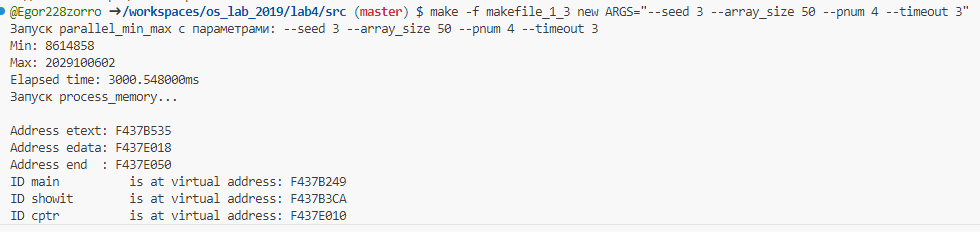 @Egor228zorro →/workspaces/os_lab_2019/lab4/src (master) $ make -f makefile_1_3 new ARGS="--seed 3 --array_size 50 --pnum 4 --timeout 3"
Запуск parallel_min_max с параметрами: --seed 3 --array_size 50 --pnum 4 --timeout 3
Min: 8614858
Max: 2029100602
Elapsed time: 3000.548000ms
Запуск process_memory...
Address etext: F437B535
Address edata: F437E018
Address end  : F437E050
ID main         is at virtual address: F437B249
ID showit       is at virtual address: F437B3CA
ID cptr         is at virtual address: F437E010